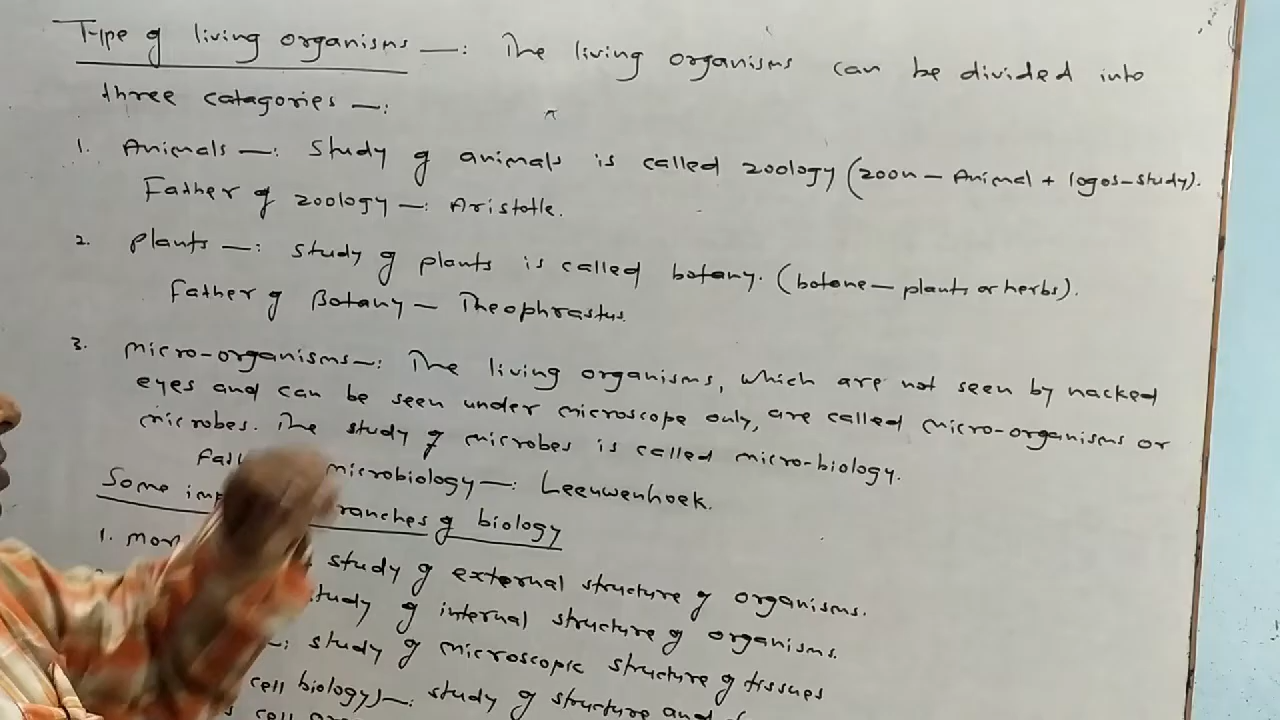 Type of living organisms —: The living organisms can be divided into
three catagories —:
1. Animals —: Study of animals is called zoology (zoon — Animal + logos – study).
Father of zoology —: Aristotle.
2. Plants —: Study of plants is called botany. (botane — plants or herbs).
Father of Botany — Theophrastus.
3. Micro-organisms —: The living organisms, which are not seen by nacked
eyes and can be seen under microscope only, are called micro-organisms or
microbes. The study of microbes is called micro-biology.
microbiology —: Leeuwenhoek.
Some branches of biology
1. study of external structure of organisms.
study of internal structure of organisms.
—: study of microscopic structure of tissues
cell biology) —: study of structure and
cell